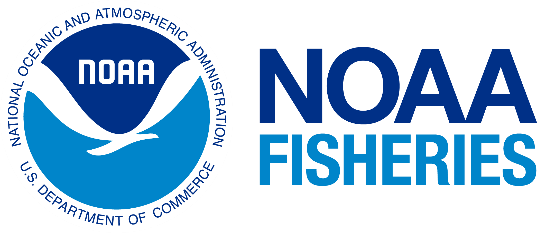 NATIONAL OCEANIC AND ATMOSPHERIC ADMINISTRATION
NOAA
U.S. DEPARTMENT OF COMMERCE
NOAA
FISHERIES